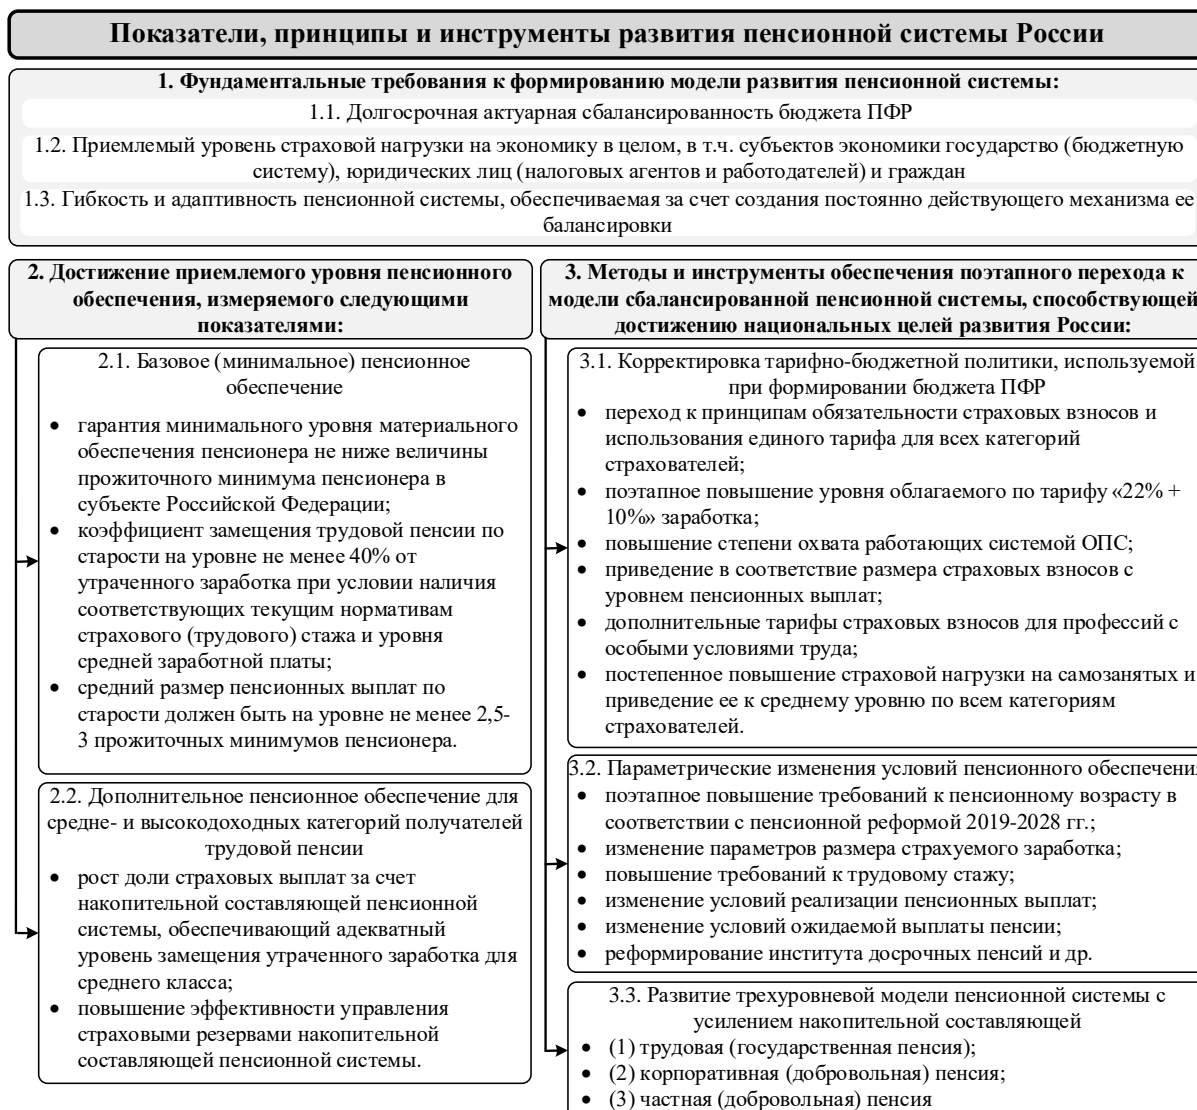 Показатели, принципы и инструменты развития пенсионной системы России
1. Фундаментальные требования к формированию модели развития пенсионной системы:
1.1. Долгосрочная актуарная сбалансированность бюджета ПФР
1.2. Приемлемый уровень страховой нагрузки на экономику в целом, в т.ч. субъектов экономики государство (бюджетную
систему), юридических лиц (налоговых агентов и работодателей) и граждан
1.3. Гибкость и адаптивность пенсионной системы, обеспечиваемая за счет создания постоянно действующего механизма ее
балансировки
2. Достижение приемлемого уровня пенсионного
обеспечения, измеряемого следующими
показателями:
2.1. Базовое (минимальное) пенсионное
обеспечение
• гарантия минимального уровня материального
обеспечения пенсионера не ниже величины
прожиточного минимума пенсионера в
субъекте Российской Федерации;
• коэффициент замещения трудовой пенсии по
старости на уровне не менее 40% от
утраченного заработка при условии наличия
соответствующих текущим нормативам
страхового (трудового) стажа и уровня
средней заработной платы;
• средний размер пенсионных выплат по
старости должен быть на уровне не менее 2,5-
3 прожиточных минимумов пенсионера.
2.2. Дополнительное пенсионное обеспечение для
средне- и высокодоходных категорий получателей
трудовой пенсии
• рост доли страховых выплат за счет
накопительной составляющей пенсионной
системы, обеспечивающий адекватный
уровень замещения утраченного заработка для
среднего класса;
• повышение эффективности управления
страховыми резервами накопительной
составляющей пенсионной системы.
3. Методы и инструменты обеспечения поэтапного перехода к
модели сбалансированной пенсионной системы, способствующей
достижению национальных целей развития России:
3.1. Корректировка тарифно-бюджетной политики, используемой
при формировании бюджета ПФР
• переход к принципам обязательности страховых взносов и
использования единого тарифа для всех категорий
страхователей;
• поэтапное повышение уровня облагаемого по тарифу «22% +
10%» заработка;
• повышение степени охвата работающих системой ОПС;
• приведение в соответствие размера страховых взносов с
уровнем пенсионных выплат;
• дополнительные тарифы страховых взносов для профессий с
особыми условиями труда;
• постепенное повышение страховой нагрузки на самозанятых и
приведение ее к среднему уровню по всем категориям
страхователей.
3.2. Параметрические изменения условий пенсионного обеспечения
• поэтапное повышение требований к пенсионному возрасту в
соответствии с пенсионной реформой 2019-2028 гг.;
• изменение параметров размера страхуемого заработка;
• повышение требований к трудовому стажу;
• изменение условий реализации пенсионных выплат;
• изменение условий ожидаемой выплаты пенсии;
• реформирование института досрочных пенсий и др.
3.3. Развитие трехуровневой модели пенсионной системы с
усилением накопительной составляющей
• (1) трудовая (государственная пенсия);
• (2) корпоративная (добровольная) пенсия;
• (3) частная (добровольная) пенсия